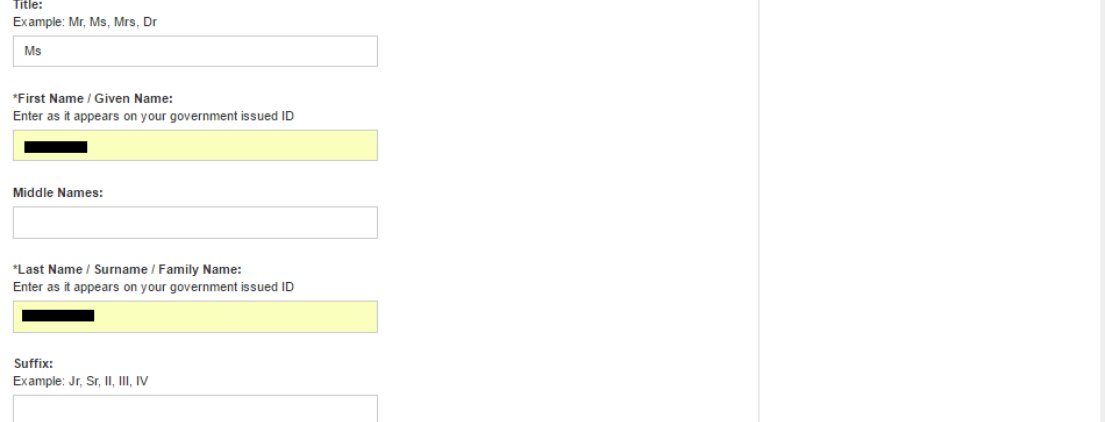 Title:
Example: Mr, Ms, Mrs, Dr
Ms
*First Name / Given Name:
Enter as it appears on your government issued ID
Middle Names:
*Last Name / Surname / Family Name:
Enter as it appears on your government issued ID
Suffix:
Example: Jr, Sr, II, III, IV